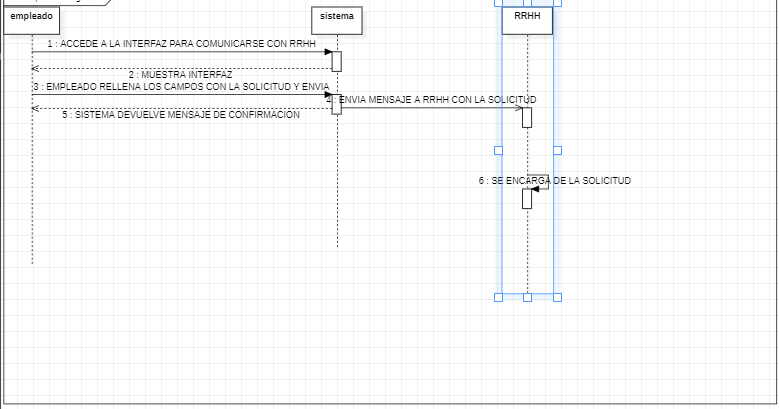 empleado
sistema
RRHH
1 : ACCEDE A LA INTERFAZ PARA COMUNICARSE CON RRHH
2 : MUESTRA INTERFAZ
3 : EMPLEADO RELLENA LOS CAMPOS CON LA SOLICITUD Y ENVIA
4 : ENVIA MENSAJE A RRHH CON LA SOLICITUD
5 : SISTEMA DEVUELVE MENSAJE DE CONFIRMACION
6 : SE ENCARGA DE LA SOLICITUD